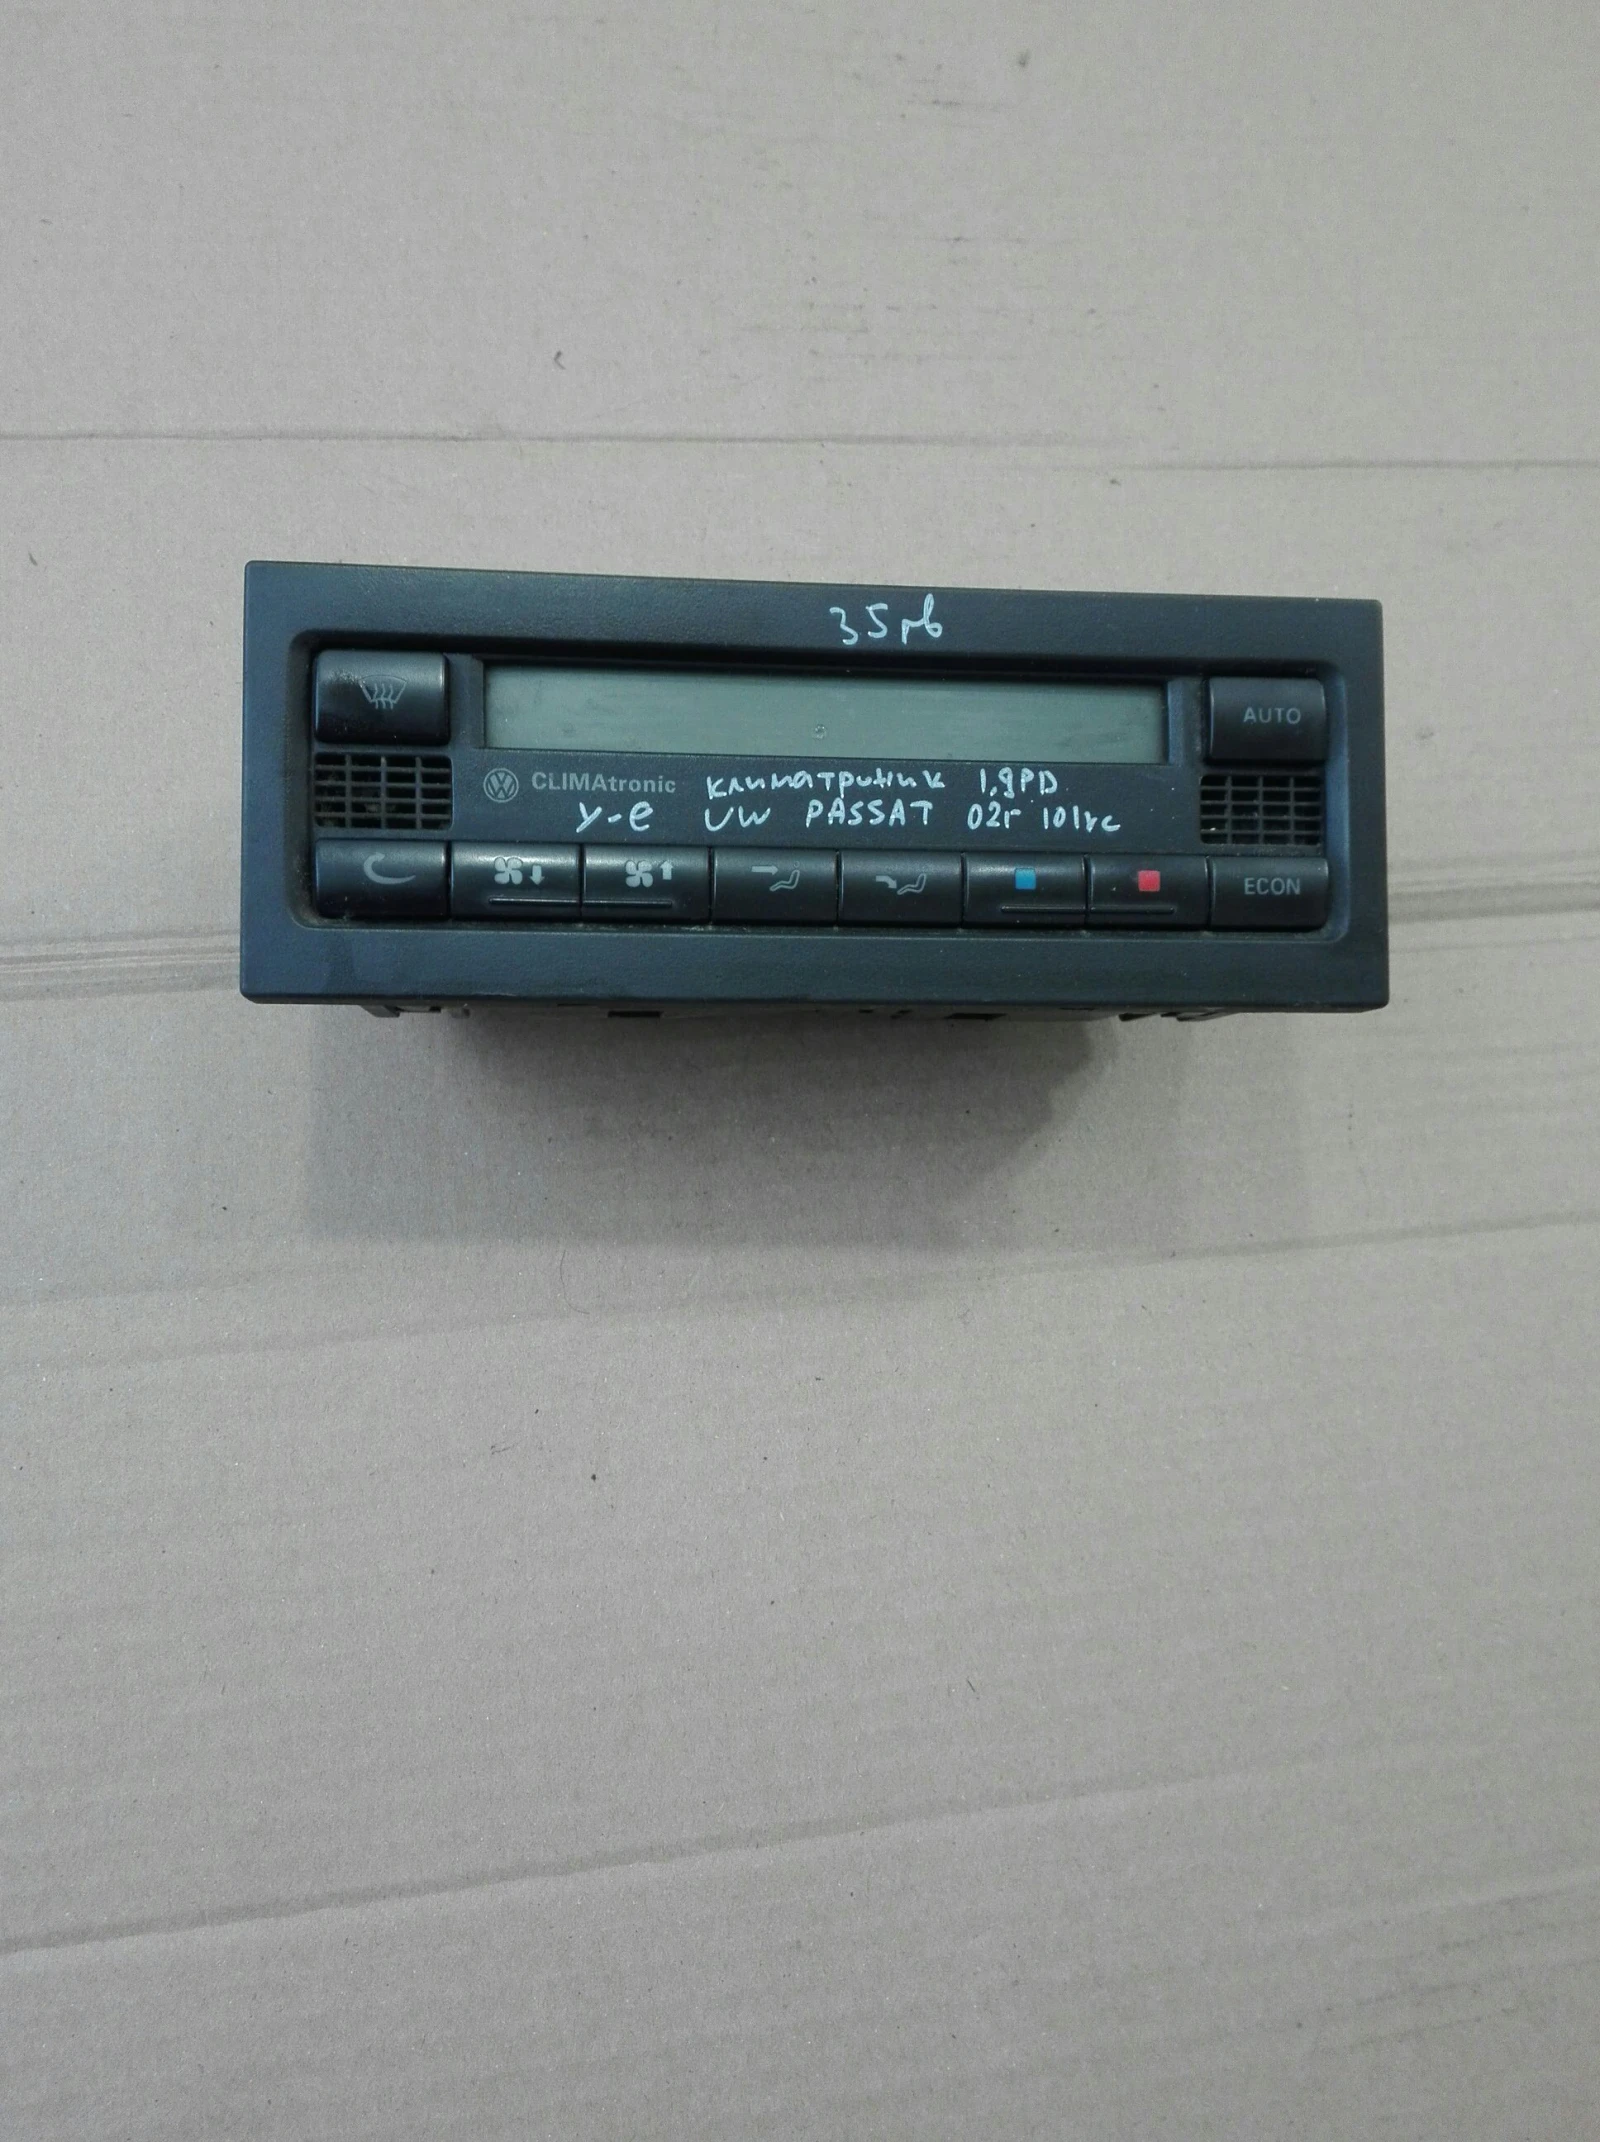 35лв
AUTO
CLIMAtronic климатроник 1,9PD
у-е VW PASSAT 02г 101кс
ECON